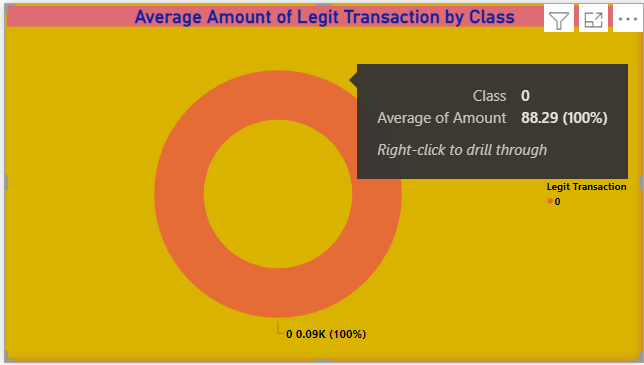 Average Amount of Legit Transaction by Class
Class 0
Average of Amount 88.29 (100%)
Right-click to drill through
Legit Transaction
0
0 0.09K (100%)